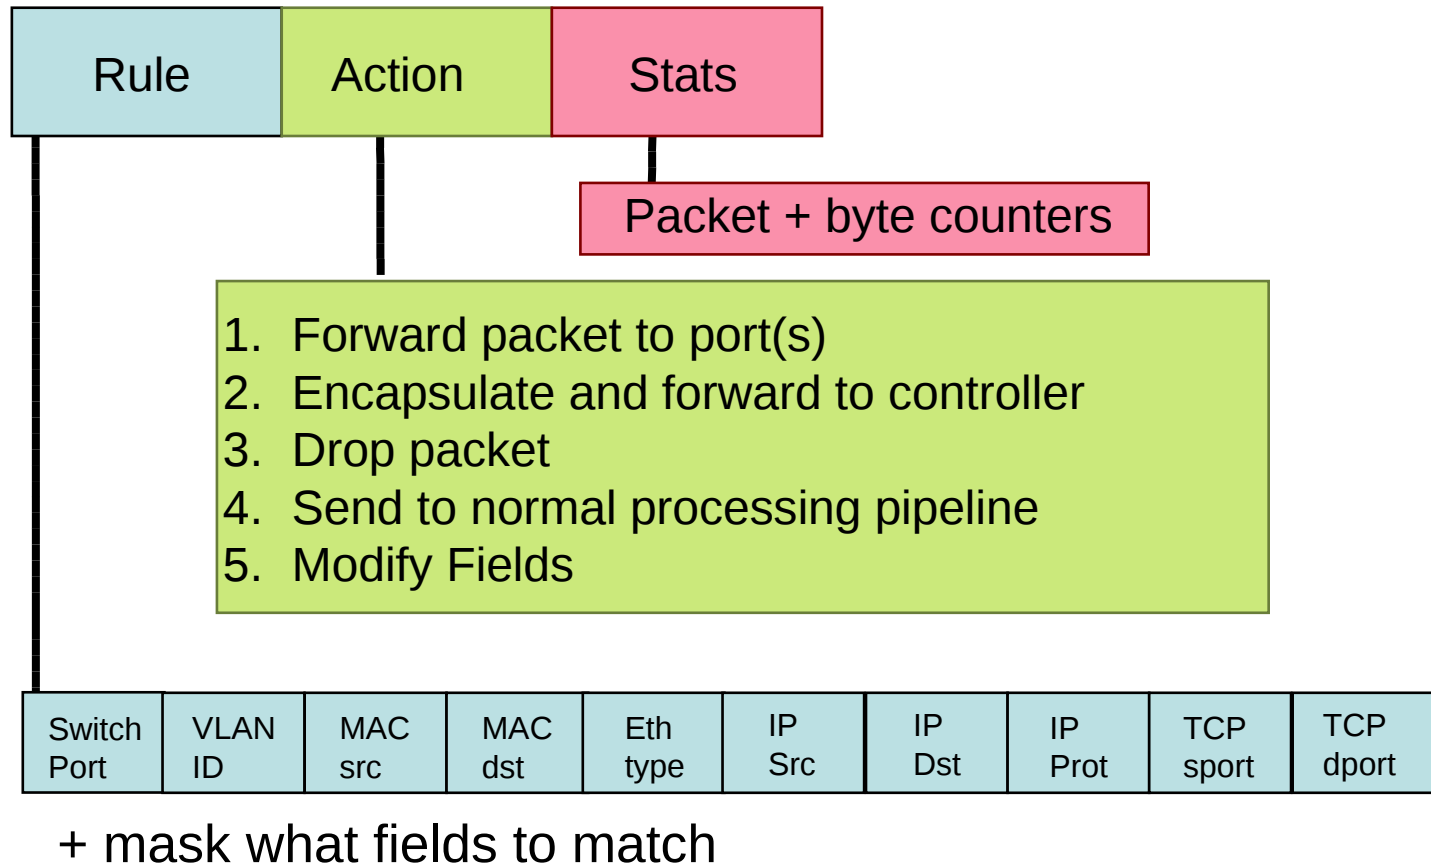 Rule
Action
Stats
Packet + byte counters
1. Forward packet to port(s)
2. Encapsulate and forward to controller
3. Drop packet
4. Send to normal processing pipeline
5. Modify Fields
Switch
Port
VLAN
ID
MAC
src
MAC
dst
Eth
type
IP
Src
IP
Dst
IP
Prot
TCP
sport
TCP
dport
+ mask what fields to match